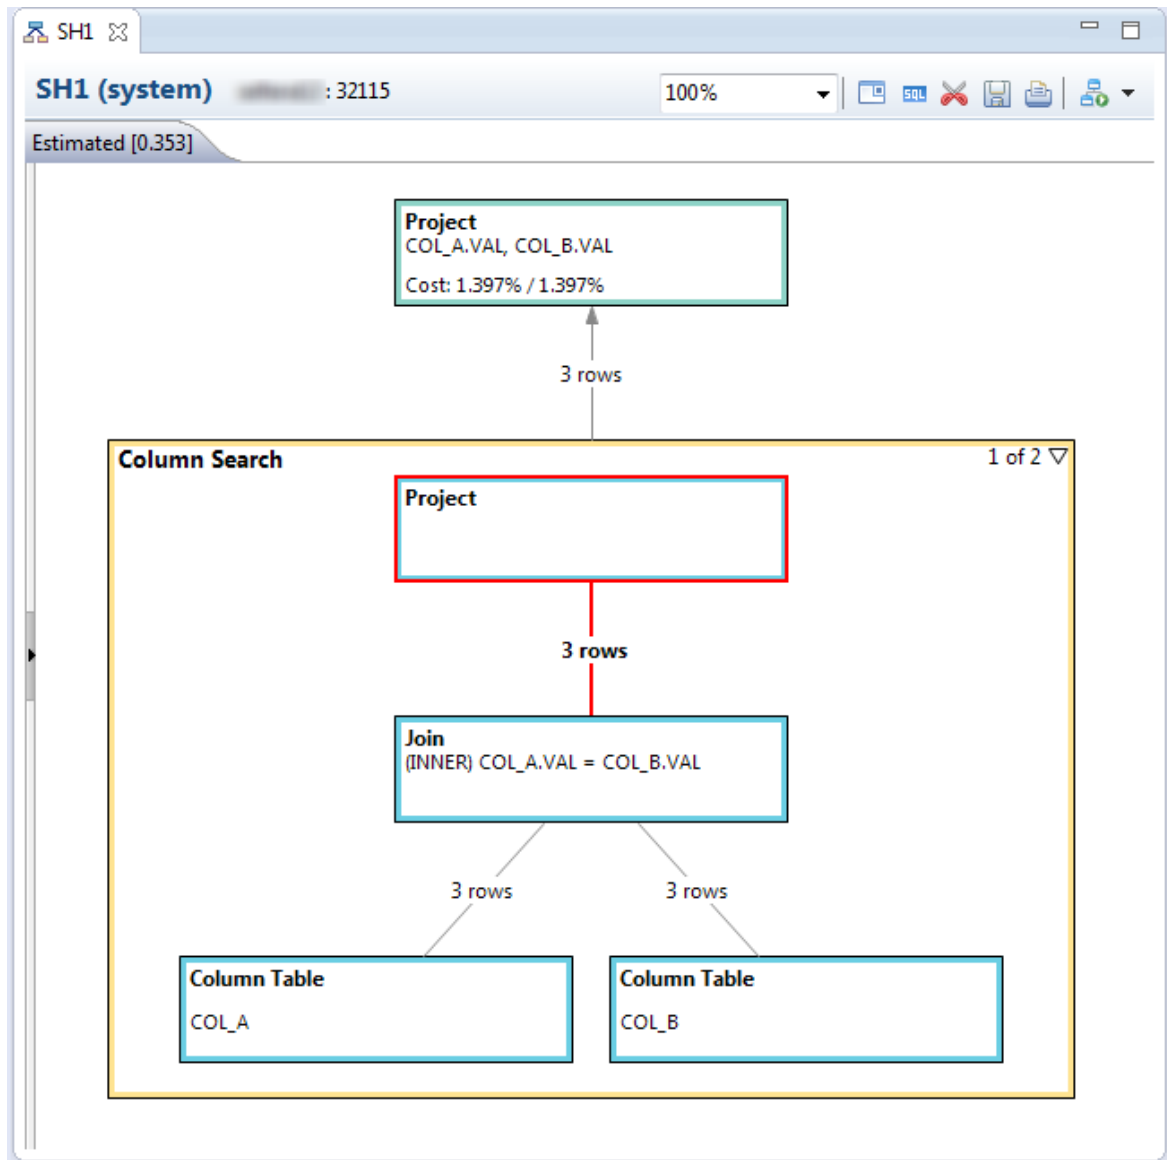 SH1
SH1 (system) : 32115 100% SQL
Estimated [0.353]
Project
COL_A.VAL, COL_B.VAL
Cost: 1.397% / 1.397%
3 rows
Column Search 1 of 2
Project
3 rows
Join
(INNER) COL_A.VAL = COL_B.VAL
3 rows 3 rows
Column Table Column Table
COL_A COL_B